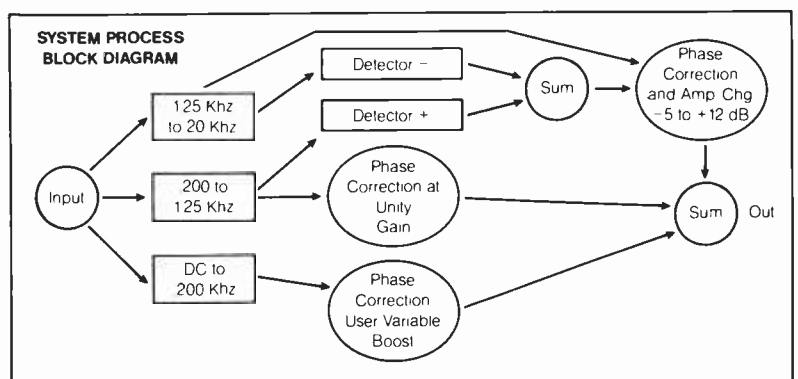 SYSTEM PROCESS
BLOCK DIAGRAM
Input
125 Khz
to 20 Khz
200 to
125 Khz
DC to
200 Khz
Detector –
Detector +
Phase
Correction at
Unity
Gain
Phase
Correction
User Variable
Boost
Sum
Phase
Correction
and Amp Chg
–5 to +12 dB
Sum
Out